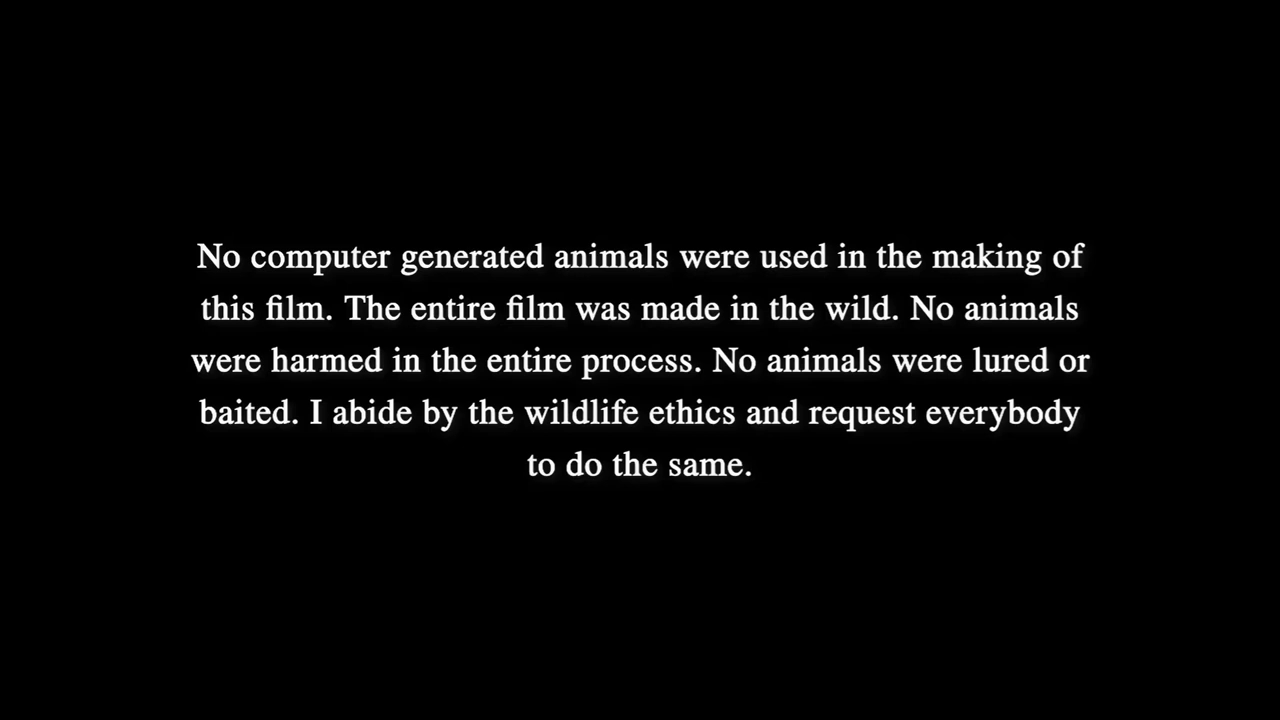 No computer generated animals were used in the making of
this film. The entire film was made in the wild. No animals
were harmed in the entire process. No animals were lured or
baited. I abide by the wildlife ethics and request everybody
to do the same.